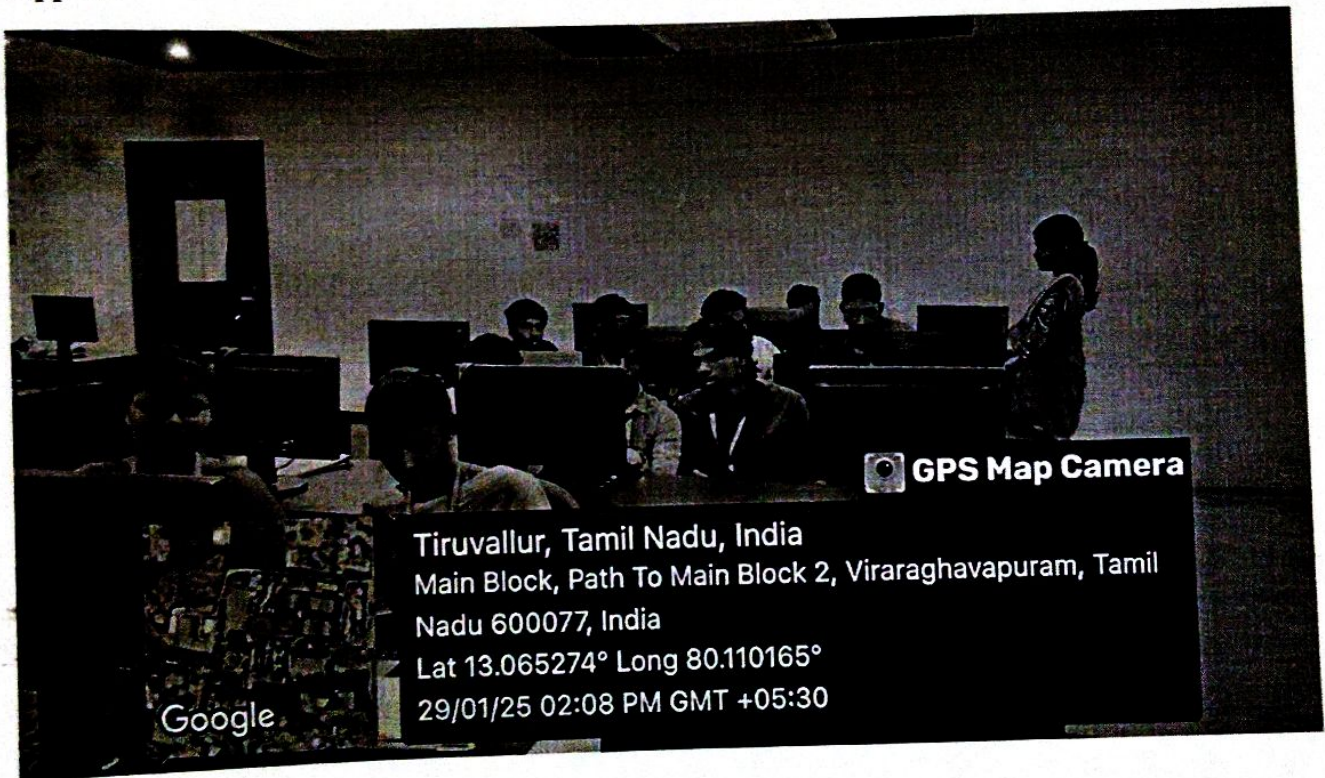 GPS Map Camera
Tiruvallur, Tamil Nadu, India
Main Block, Path To Main Block 2, Viraraghavapuram, Tamil
Nadu 600077, India
Lat 13.065274° Long 80.110165°
29/01/25 02:08 PM GMT +05:30
Google